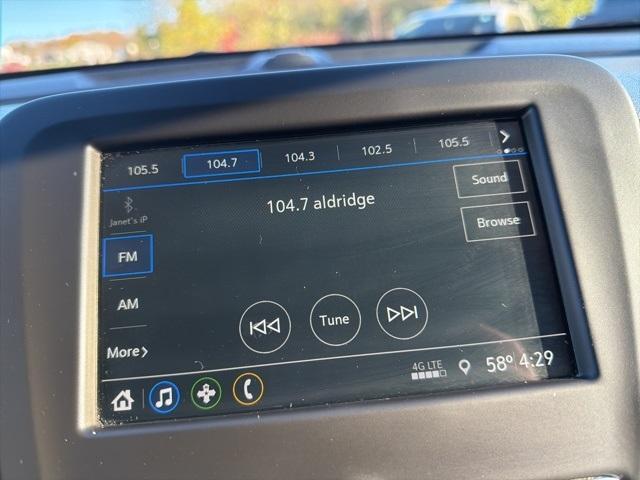 105.5 104.7 104.3 102.5 105.5
Janet's iP
104.7 aldridge
Sound
Browse
FM
AM
More
Tune
4G LTE
58° 4:29